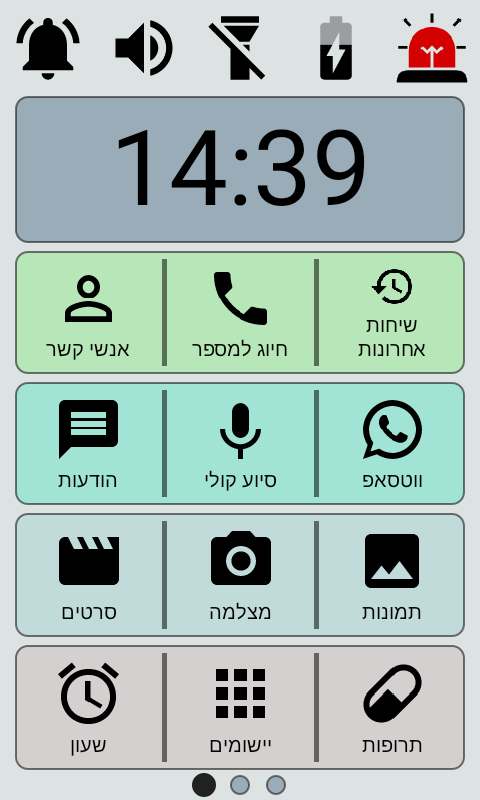 14:39
שיחות
אחרונות
חיוג למספר
אנשי קשר
ווטסאפ
סיוע קולי
הודעות
תמונות
מצלמה
סרטים
תרופות
יישומים
שעון